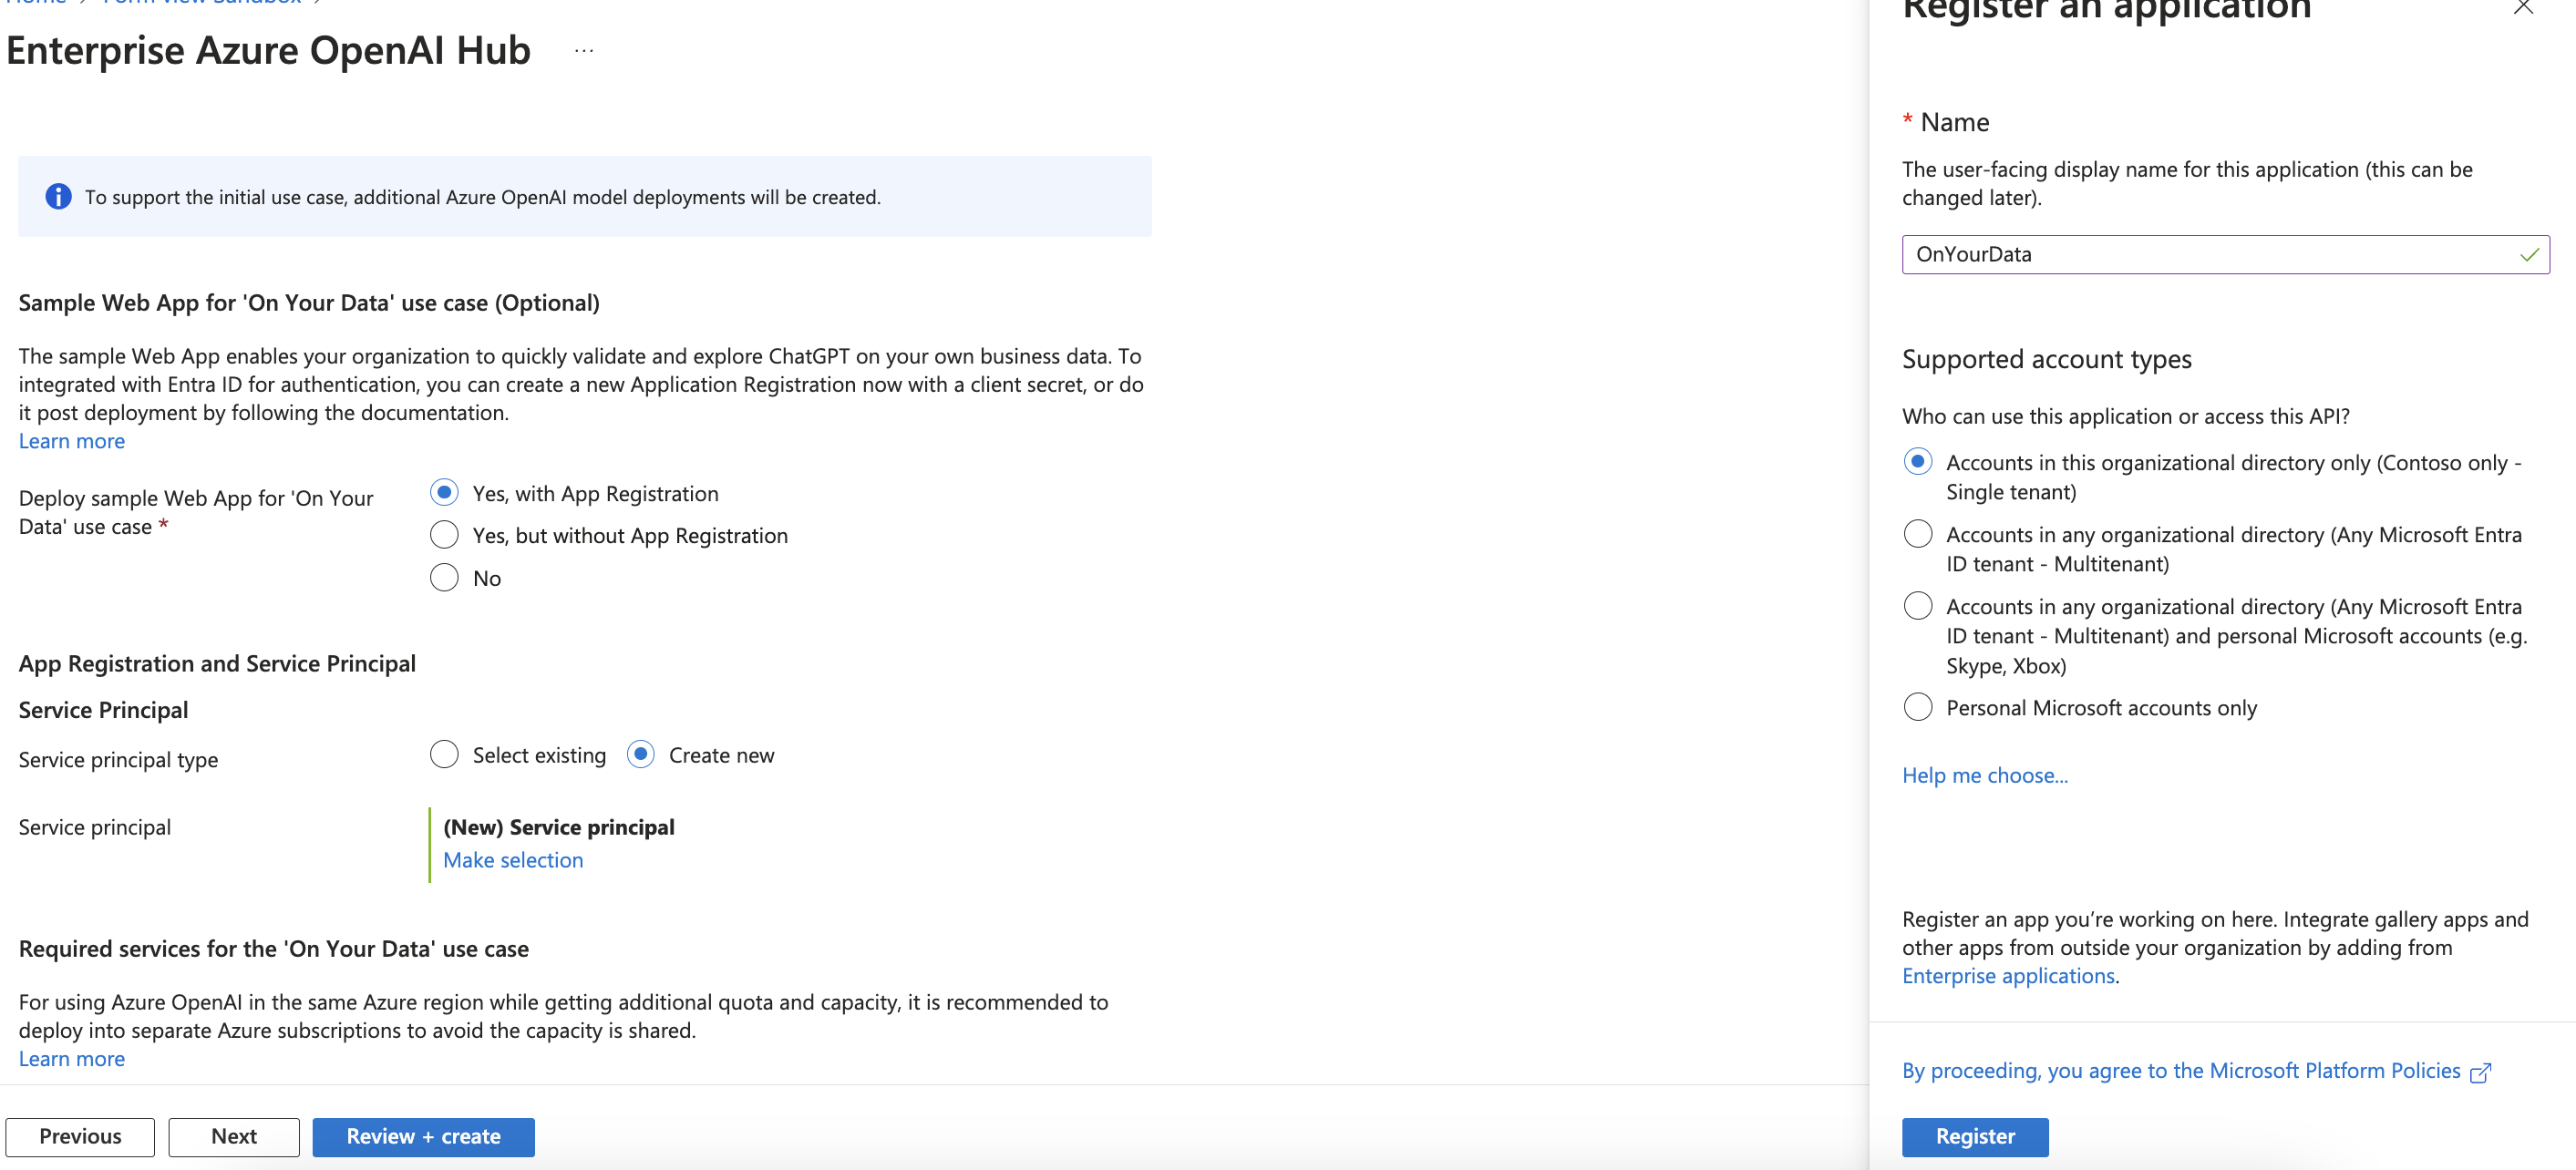 Home > Form view Sandbox >
Enterprise Azure OpenAI Hub ...
To support the initial use case, additional Azure OpenAI model deployments will be created.
Sample Web App for 'On Your Data' use case (Optional)
The sample Web App enables your organization to quickly validate and explore ChatGPT on your own business data. To
integrated with Entra ID for authentication, you can create a new Application Registration now with a client secret, or do
it post deployment by following the documentation.
Learn more
Deploy sample Web App for 'On Your
Data' use case *
Yes, with App Registration
Yes, but without App Registration
No
App Registration and Service Principal
Service Principal
Service principal type
Select existing
Create new
Service principal
(New) Service principal
Make selection
Required services for the 'On Your Data' use case
For using Azure OpenAI in the same Azure region while getting additional quota and capacity, it is recommended to
deploy into separate Azure subscriptions to avoid the capacity is shared.
Learn more
Previous
Next
Review + create
Register an application
* Name
The user-facing display name for this application (this can be
changed later).
OnYourData
Supported account types
Who can use this application or access this API?
Accounts in this organizational directory only (Contoso only -
Single tenant)
Accounts in any organizational directory (Any Microsoft Entra
ID tenant - Multitenant)
Accounts in any organizational directory (Any Microsoft Entra
ID tenant - Multitenant) and personal Microsoft accounts (e.g.
Skype, Xbox)
Personal Microsoft accounts only
Help me choose...
Register an app you’re working on here. Integrate gallery apps and
other apps from outside your organization by adding from
Enterprise applications.
By proceeding, you agree to the Microsoft Platform Policies
Register